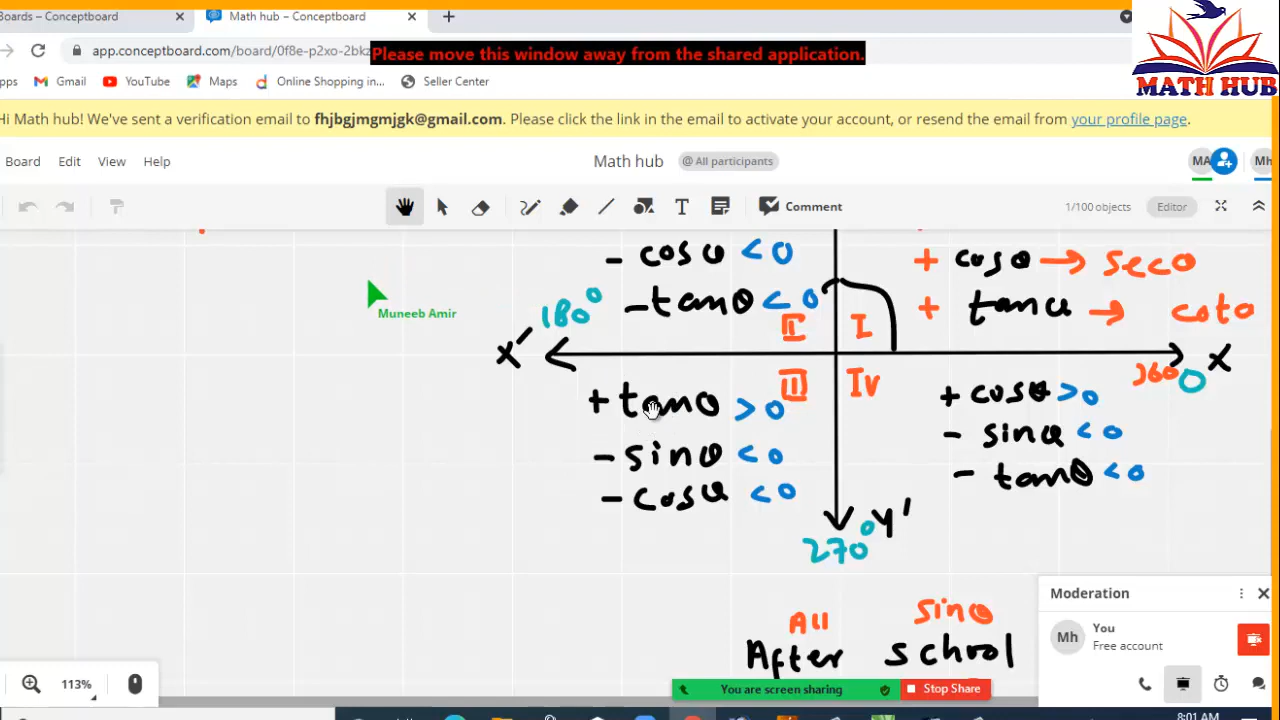 Boards – Conceptboard
Math hub – Conceptboard
app.conceptboard.com/board/0f8e-p2xo-2bkz
Please move this window away from the shared application.
MATH HUB
pps
Gmail
YouTube
Maps
Online Shopping in...
Seller Center
Hi Math hub! We've sent a verification email to fhjbgjmgmjgk@gmail.com. Please click the link in the email to activate your account, or resend the email from your profile page.
Board Edit View Help
Math hub
@ All participants
MA
Mh
T
Comment
1/100 objects
Editor
- cosθ <0
+ cosθ → secθ
- tanθ <0
+ tanθ → cotθ
Muneeb Amir
180°
II
I
X'
X
360°
III
IV
+ tanθ >0
+ cosθ >0
- sinθ <0
- sinθ <0
- cosθ <0
- tanθ <0
Y'
270°
All
Sinθ
After
school
Moderation
Mh
You
Free account
113%
You are screen sharing
Stop Share
8:01 AM